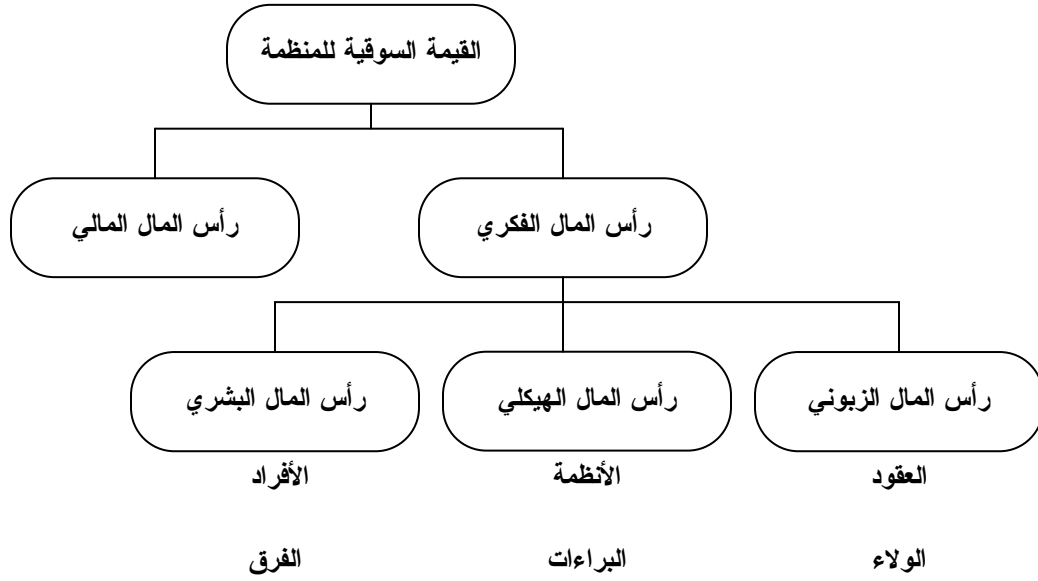 القيمة السوقية للمنظمة
رأس المال الفكري
رأس المال المالي
رأس المال الزبوني
رأس المال الهيكلي
رأس المال البشري
العقود
الأنظمة
الأفراد
الولاء
البراءات
الفرق